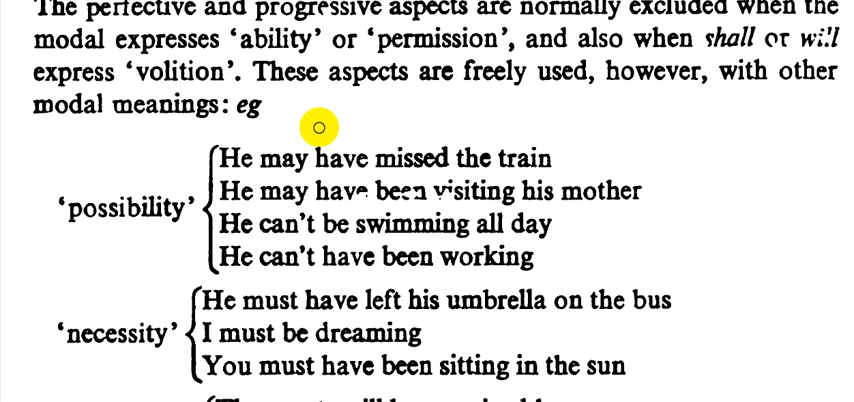 The perfective and progressive aspects are normally excluded when the
modal expresses ‘ability’ or ‘permission’, and also when shall or will
express ‘volition’. These aspects are freely used, however, with other
modal meanings: eg
‘possibility’
He may have missed the train
He may have been visiting his mother
He can’t be swimming all day
He can’t have been working
‘necessity’
He must have left his umbrella on the bus
I must be dreaming
You must have been sitting in the sun